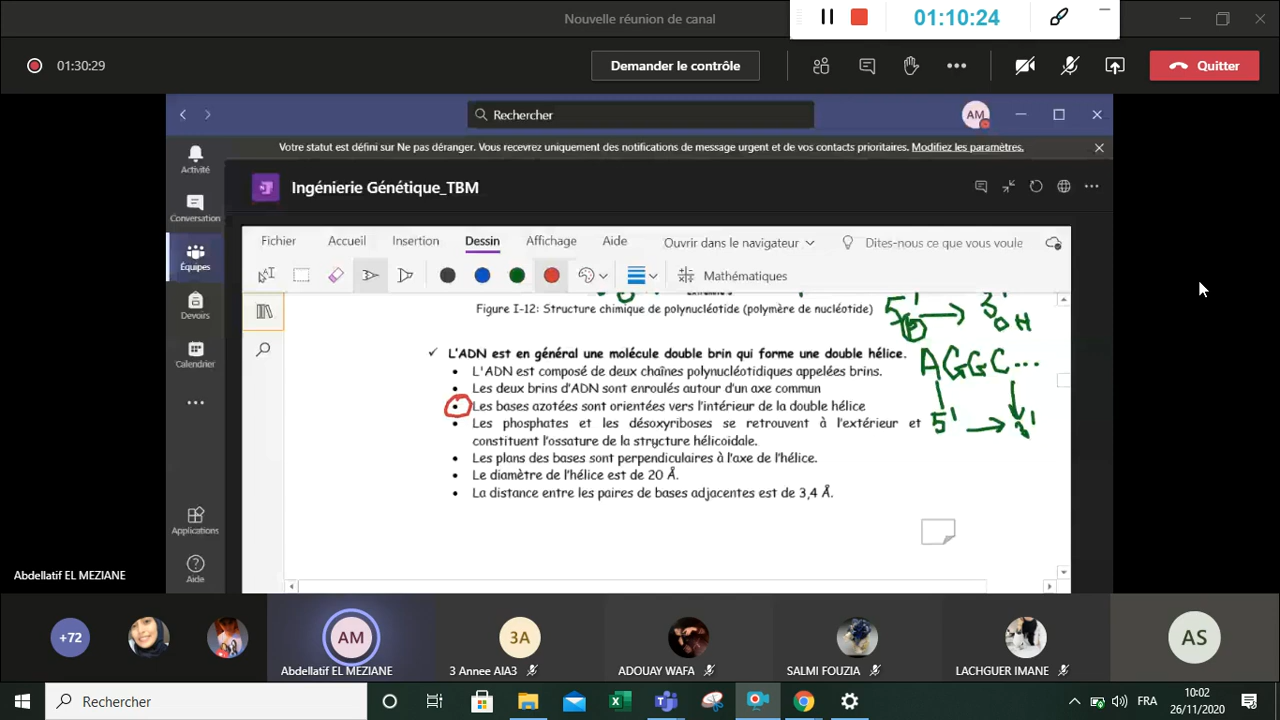 Nouvelle réunion de canal
01:10:24
01:30:29
Demander le contrôle
Quitter
Rechercher
AM
Votre statut est défini sur Ne pas déranger. Vous recevrez uniquement des notifications de message urgent et de vos contacts prioritaires. Modifiez les paramètres.
Activité
Conversation
Équipes
Devoirs
Calendrier
Applications
Aide
Ingénierie Génétique_TBM
Fichier Accueil Insertion Dessin Affichage Aide Ouvrir dans le navigateur Dites-nous ce que vous voule
Mathématiques
Figure I-12: Structure chimique de polynucléotide (polymère de nucléotide)
5' → 3'
P OH
✓ L'ADN est en général une molécule double brin qui forme une double hélice.
AGGC...
• L'ADN est composé de deux chaînes polynucléotidiques appelées brins.
• Les deux brins d'ADN sont enroulés autour d'un axe commun
• Les bases azotées sont orientées vers l'intérieur de la double hélice
• Les phosphates et les désoxyriboses se retrouvent à l'extérieur et
constituent l'ossature de la structure hélicoidale.
5' → 3'
• Les plans des bases sont perpendiculaires à l'axe de l'hélice.
• Le diamètre de l'hélice est de 20 Å.
• La distance entre les paires de bases adjacentes est de 3,4 Å.
Abdellatif EL MEZIANE
+72
AM
Abdellatif EL MEZIANE
3A
3 Annee AIA3
ADOUAY WAFA
SALMI FOUZIA
LACHGUER IMANE
AS
Rechercher
FRA
10:02
26/11/2020